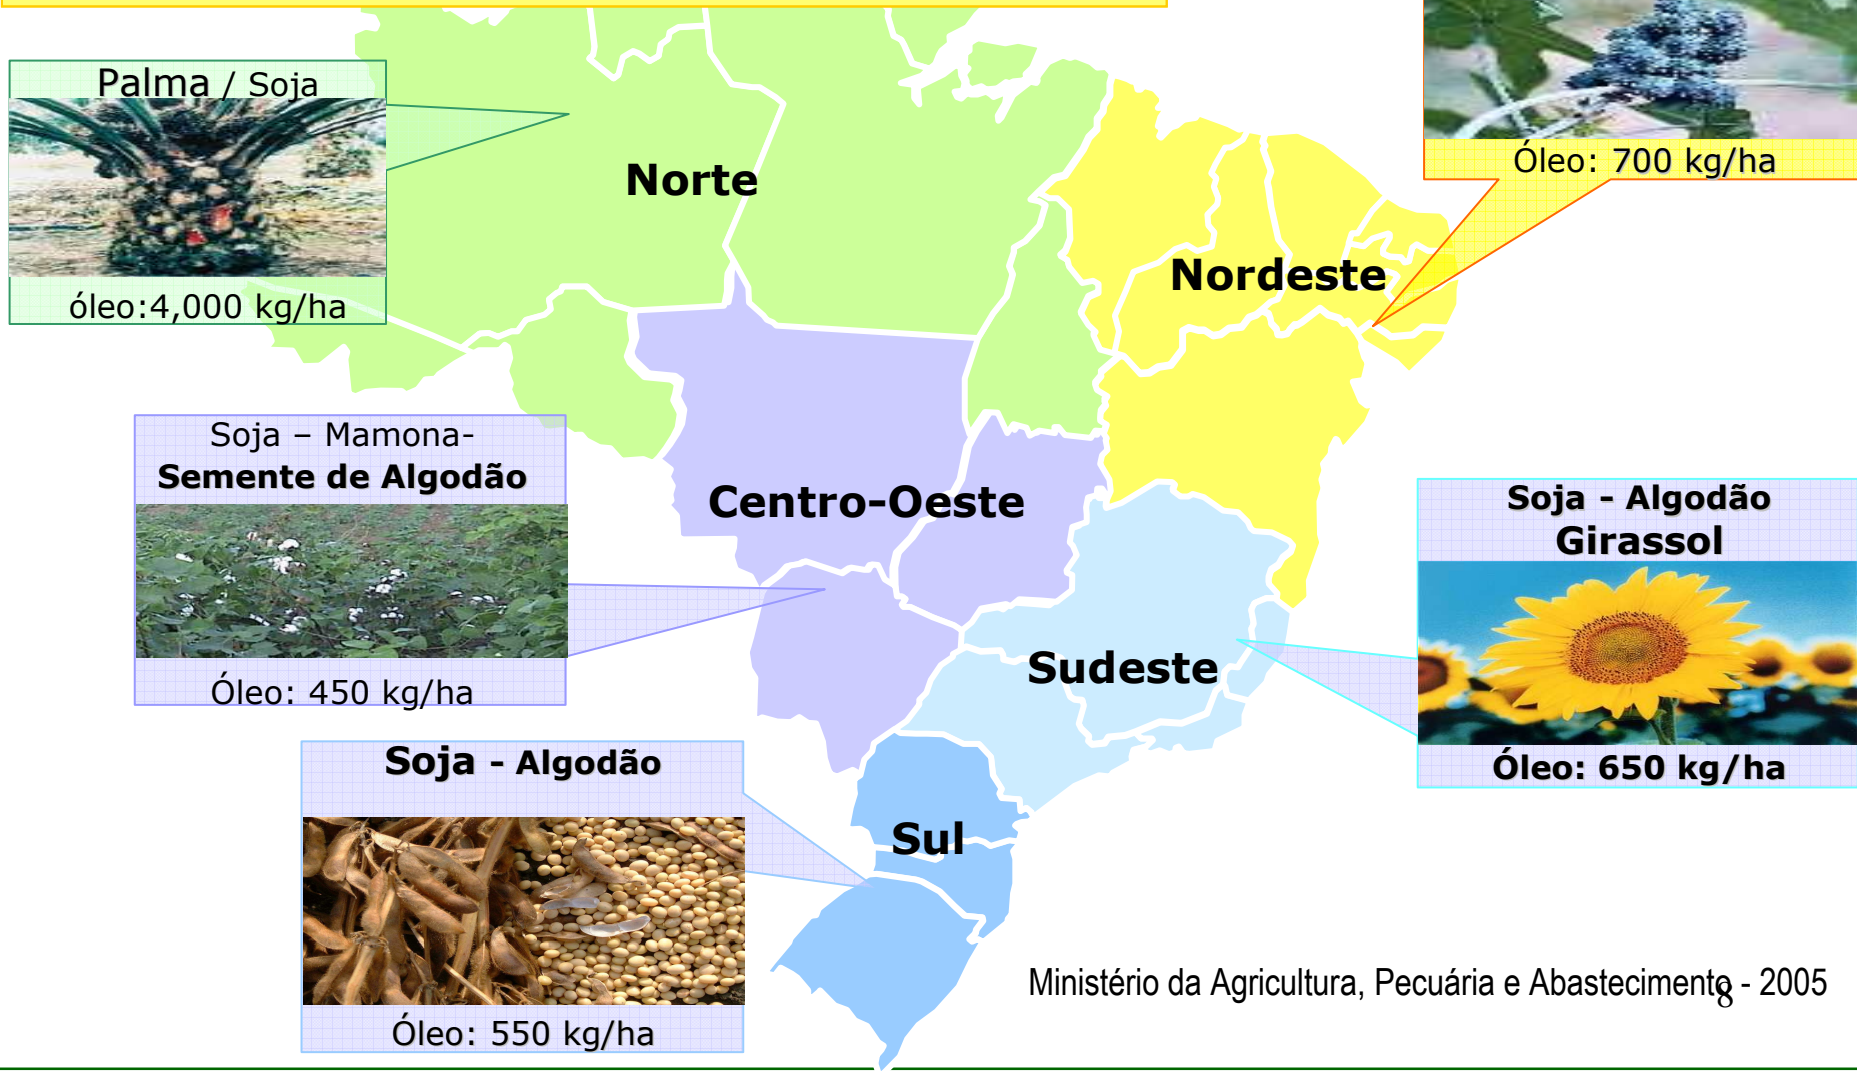 Palma / Soja
óleo:4,000 kg/ha
Norte
Óleo: 700 kg/ha
Nordeste
Soja – Mamona-
Semente de Algodão
Óleo: 450 kg/ha
Centro-Oeste
Soja - Algodão
Girassol
Óleo: 650 kg/ha
Sudeste
Soja - Algodão
Óleo: 550 kg/ha
Sul
Ministério da Agricultura, Pecuária e Abastecimento - 2005
8